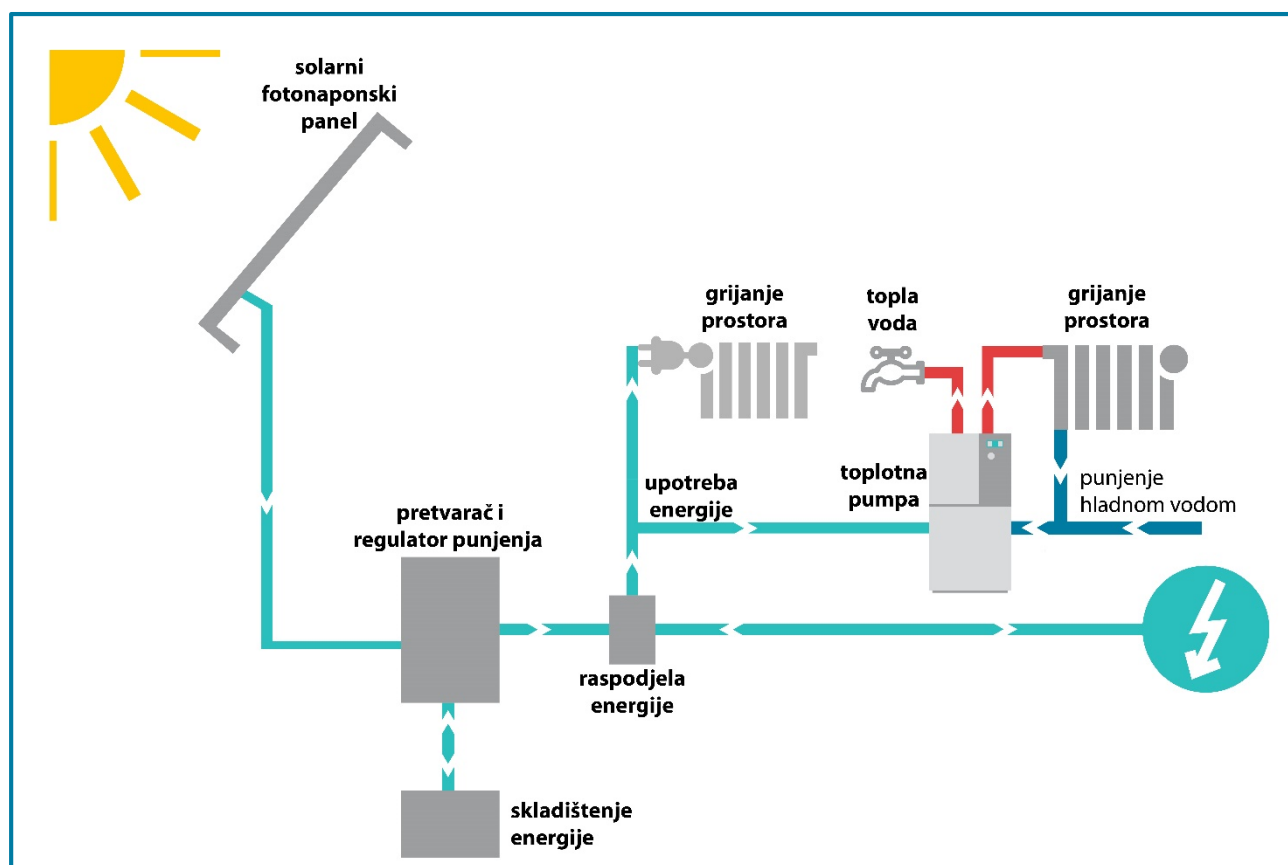 solarni
fotonaponski
panel
grijanje
prostora
topla
voda
grijanje
prostora
upotreba
energije
toplotna
pumpa
punjenje
hladnom vodom
pretvarač i
regulator punjenja
raspodjela
energije
skladištenje
energije